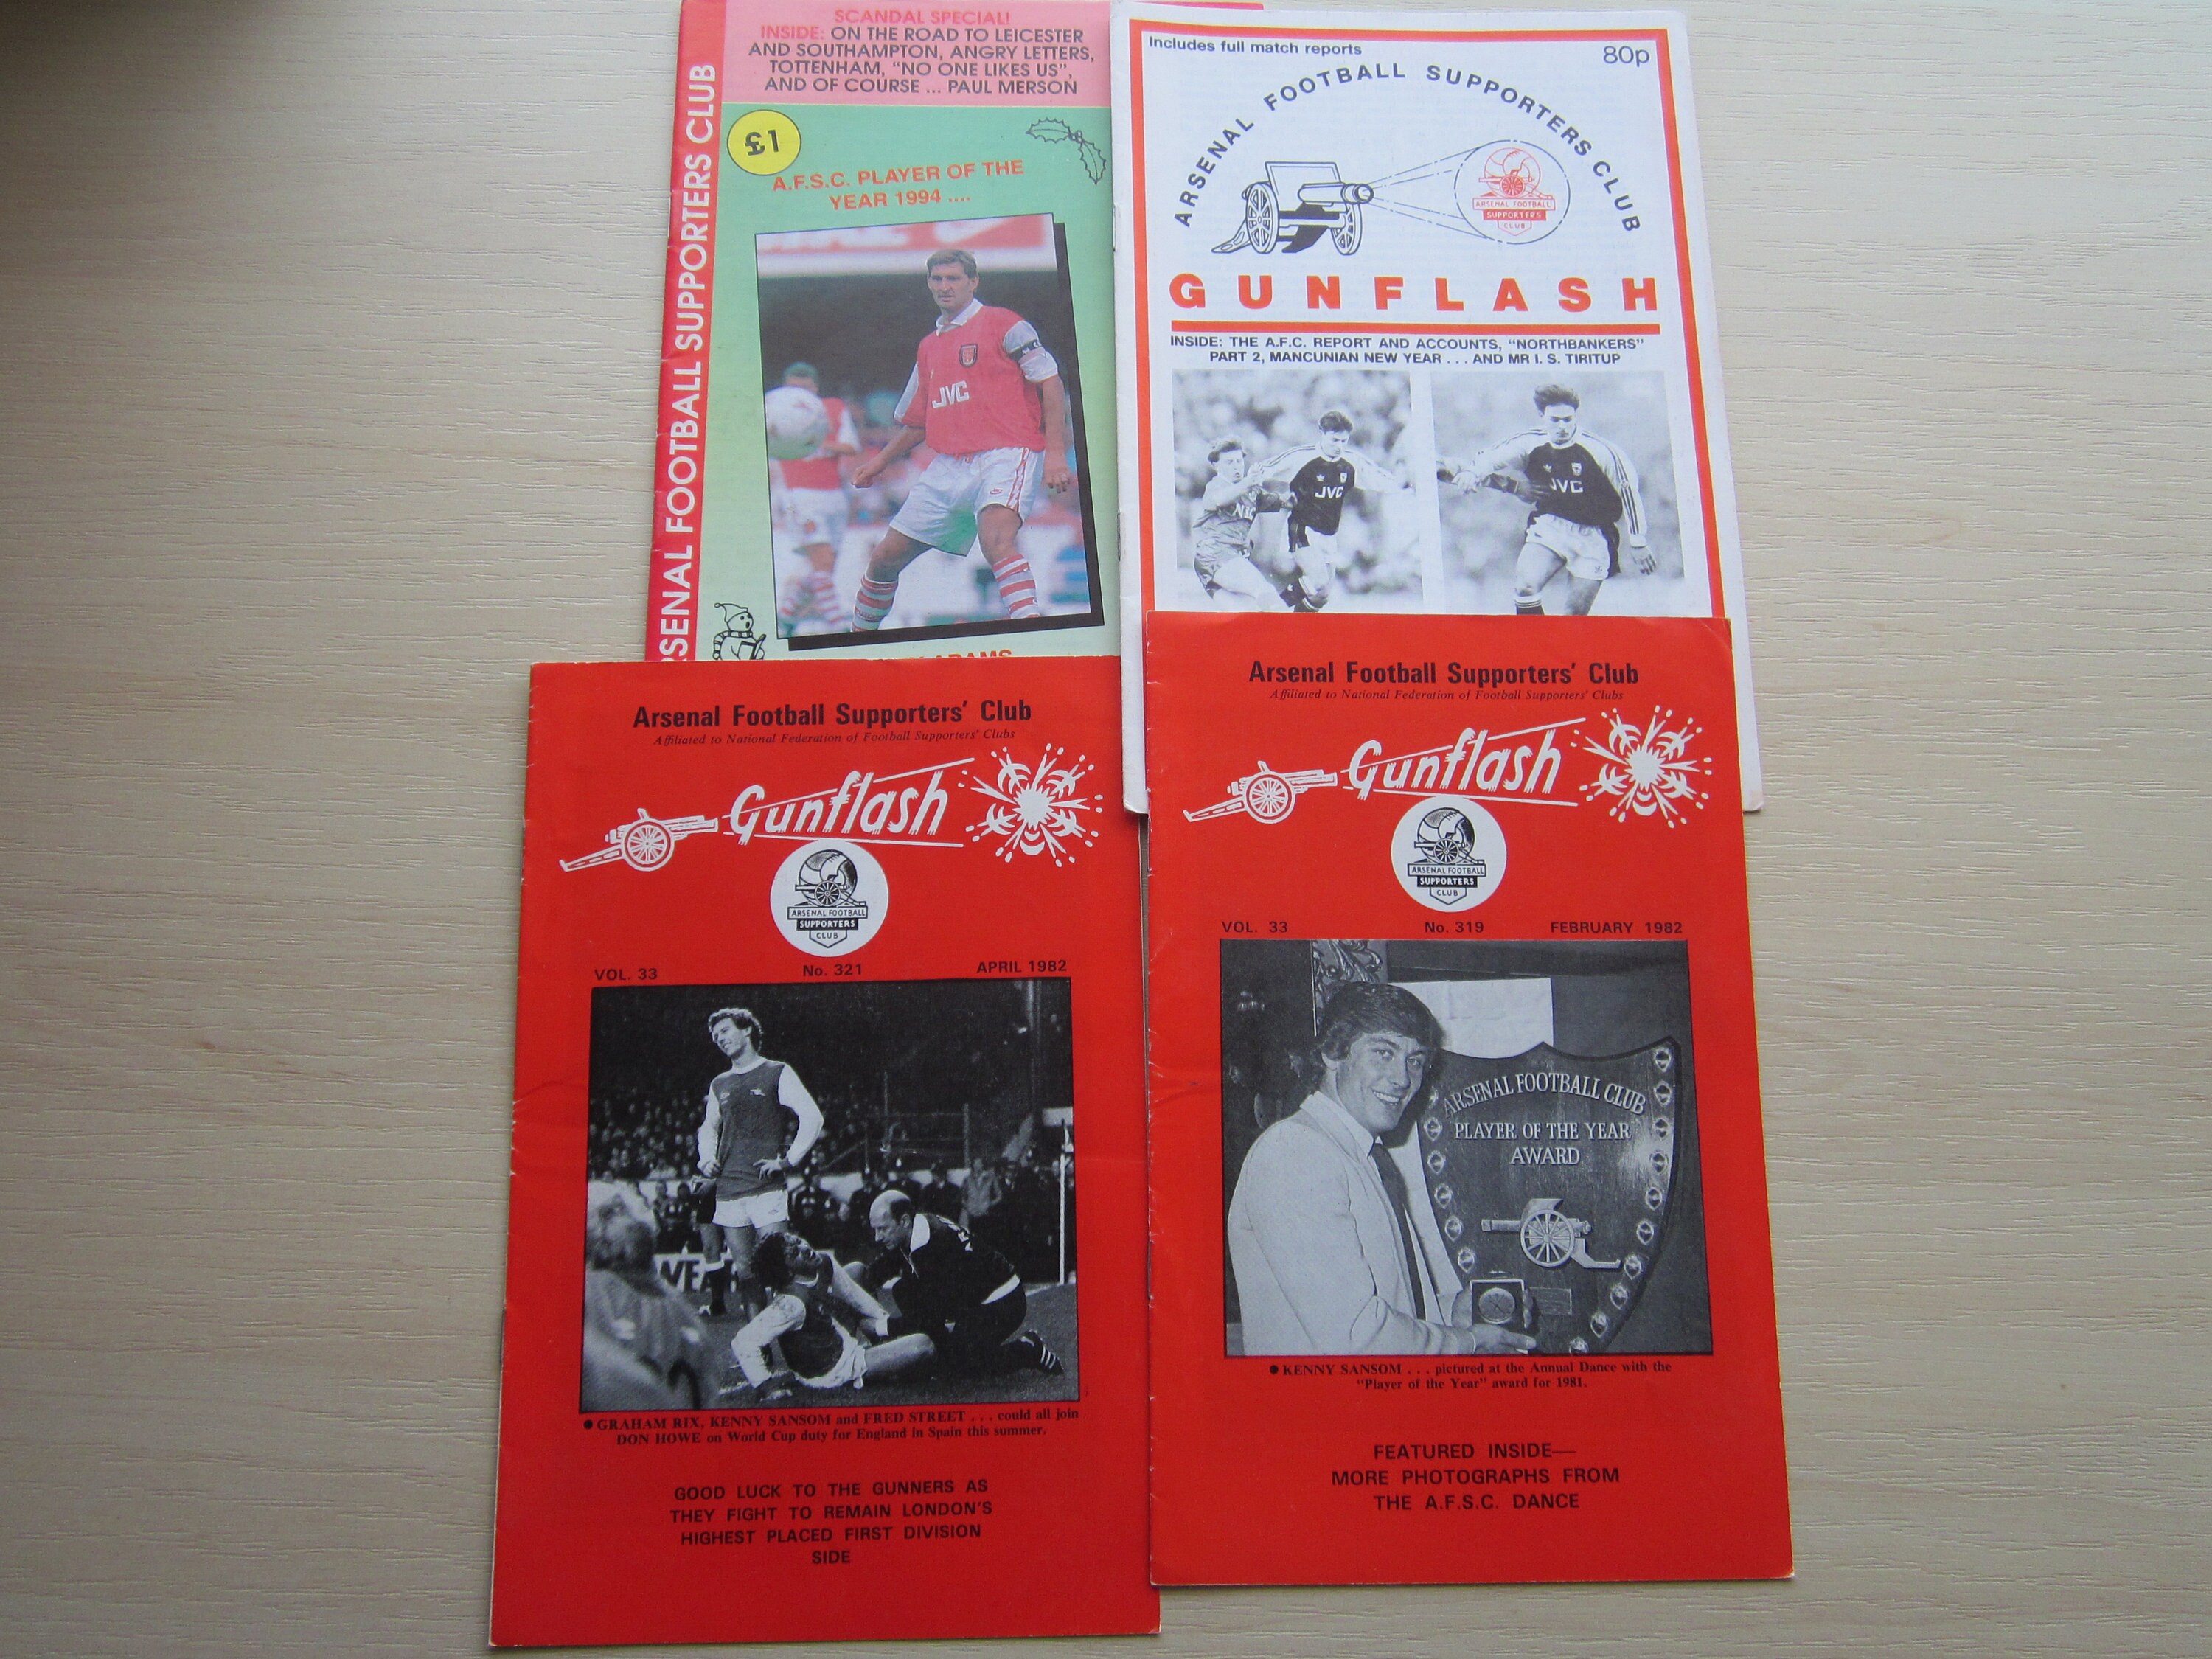 SCANDAL SPECIAL!
INSIDE: ON THE ROAD TO LEICESTER
AND SOUTHAMPTON, ANGRY LETTERS,
TOTTENHAM, "NO ONE LIKES US",
AND OF COURSE ... PAUL MERSON
RSENAL FOOTBALL SUPPORTERS CLUB
£1
A.F.S.C. PLAYER OF THE
YEAR 1994 ....
JVC
ADAMS
Includes full match reports
80p
ARSENAL FOOTBALL SUPPORTERS CLUB
ARSENAL FOOTBALL
SUPPORTERS
CLUB
GUNFLASH
INSIDE: THE A.F.C. REPORT AND ACCOUNTS, "NORTHBANKERS"
PART 2, MANCUNIAN NEW YEAR . . . AND MR I. S. TIRITUP
JVC
JVC
Arsenal Football Supporters' Club
Affiliated to National Federation of Football Supporters' Clubs
Gunflash
ARSENAL FOOTBALL
SUPPORTERS
CLUB
VOL. 33 No. 321 APRIL 1982
● GRAHAM RIX, KENNY SANSOM and FRED STREET . . . could all join
DON HOWE on World Cup duty for England in Spain this summer.
GOOD LUCK TO THE GUNNERS AS
THEY FIGHT TO REMAIN LONDON'S
HIGHEST PLACED FIRST DIVISION
SIDE
Arsenal Football Supporters' Club
Affiliated to National Federation of Football Supporters' Clubs
Gunflash
ARSENAL FOOTBALL
SUPPORTERS
CLUB
VOL. 33 No. 319 FEBRUARY 1982
ARSENAL FOOTBALL CLUB
PLAYER OF THE YEAR
AWARD
● KENNY SANSOM . . . pictured at the Annual Dance with the
"Player of the Year" award for 1981.
FEATURED INSIDE—
MORE PHOTOGRAPHS FROM
THE A.F.S.C. DANCE